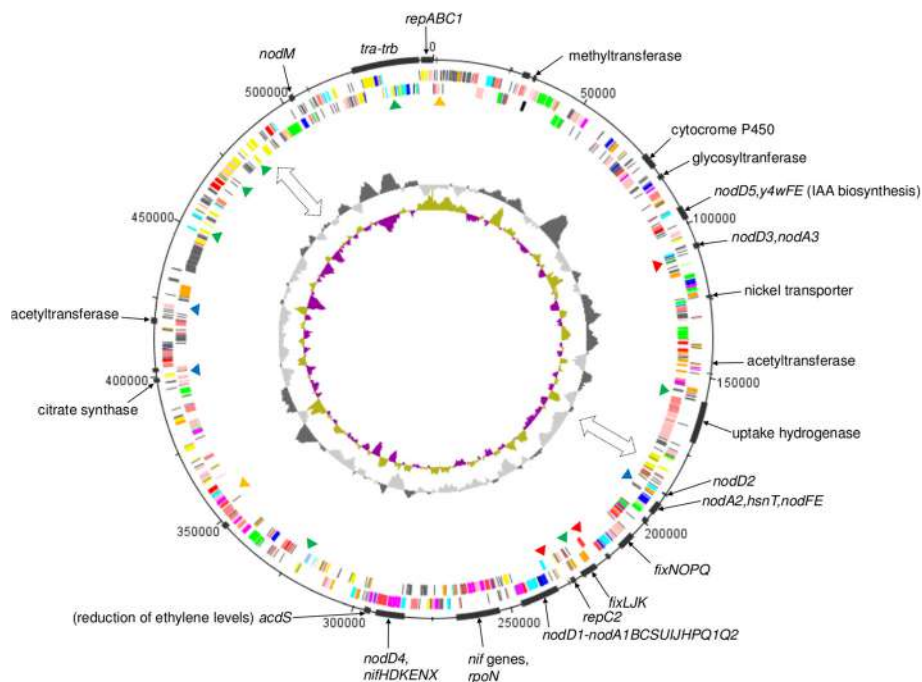 repABC1
0
tra-trb
nodM
methyltransferase
500000
50000
cytocrome P450
glycosyltranferase
nodD5,y4wFE (IAA biosynthesis)
100000
450000
nodD3,nodA3
nickel transporter
acetyltransferase
acetyltransferase
400000
150000
citrate synthase
uptake hydrogenase
nodD2
nodA2,hsnT,nodFE
200000
350000
fixNOPQ
fixLJK
(reduction of ethylene levels) acdS
300000
250000
repC2
nodD1-nodA1BCSUIJHPQ1Q2
nodD4,
nifHDKENX
nif genes,
rpoN